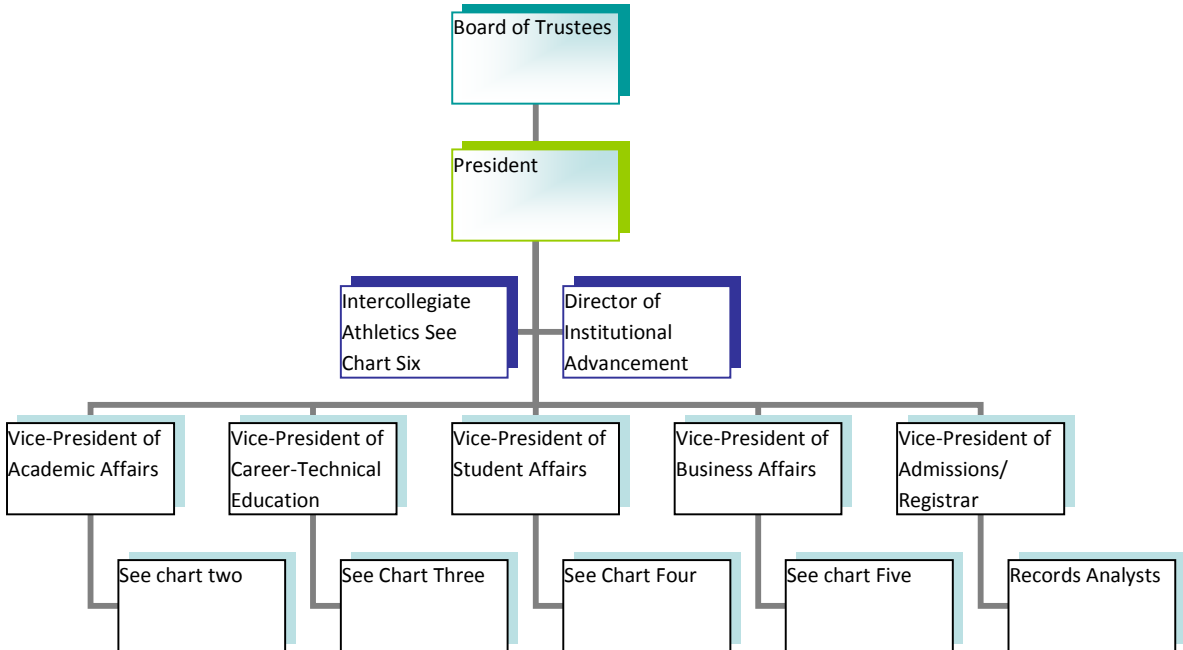 Board of Trustees
President
Intercollegiate
Athletics See
Chart Six
Director of
Institutional
Advancement
Vice-President of
Academic Affairs
Vice-President of
Career-Technical
Education
Vice-President of
Student Affairs
Vice-President of
Business Affairs
Vice-President of
Admissions/
Registrar
See chart two
See Chart Three
See Chart Four
See chart Five
Records Analysts